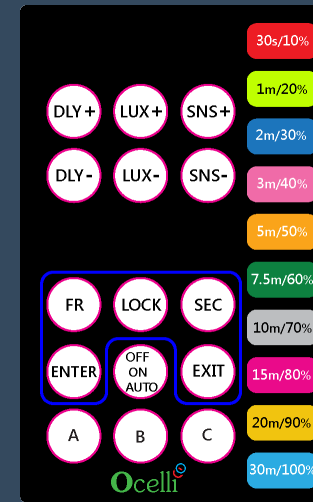 30s/10%
1m/20%
DLY+ LUX+ SNS+
2m/30%
DLY- LUX- SNS-
3m/40%
5m/50%
7.5m/60%
FR LOCK SEC
10m/70%
OFF
ON
AUTO
ENTER EXIT
15m/80%
A B C
20m/90%
Ocelli
30m/100%